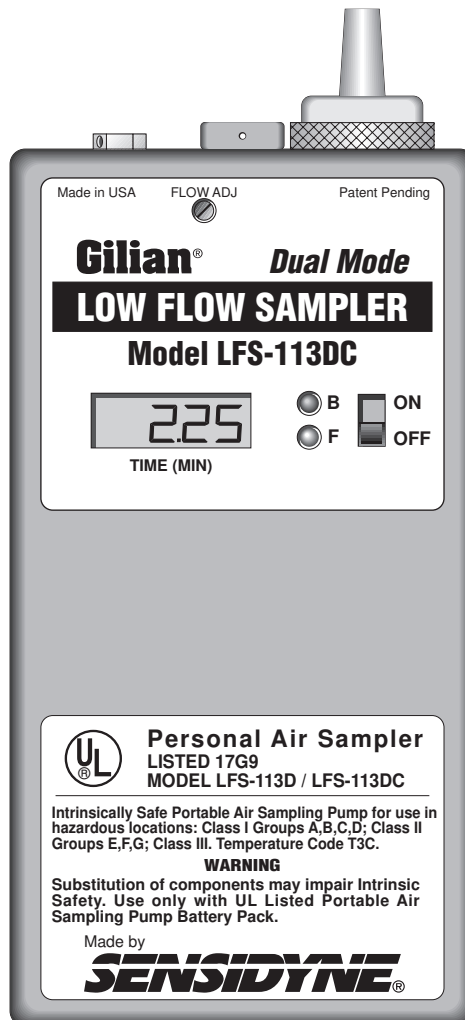 Made in USA FLOW ADJ Patent Pending
Gilian® Dual Mode
LOW FLOW SAMPLER
Model LFS-113DC
2.25 B ON
F OFF
TIME (MIN)
UL® Personal Air Sampler
LISTED 17G9
MODEL LFS-113D / LFS-113DC
Intrinsically Safe Portable Air Sampling Pump for use in
hazardous locations: Class I Groups A,B,C,D; Class II
Groups E,F,G; Class III. Temperature Code T3C.
WARNING
Substitution of components may impair Intrinsic
Safety. Use only with UL Listed Portable Air
Sampling Pump Battery Pack.
Made by
SENSIDYNE®